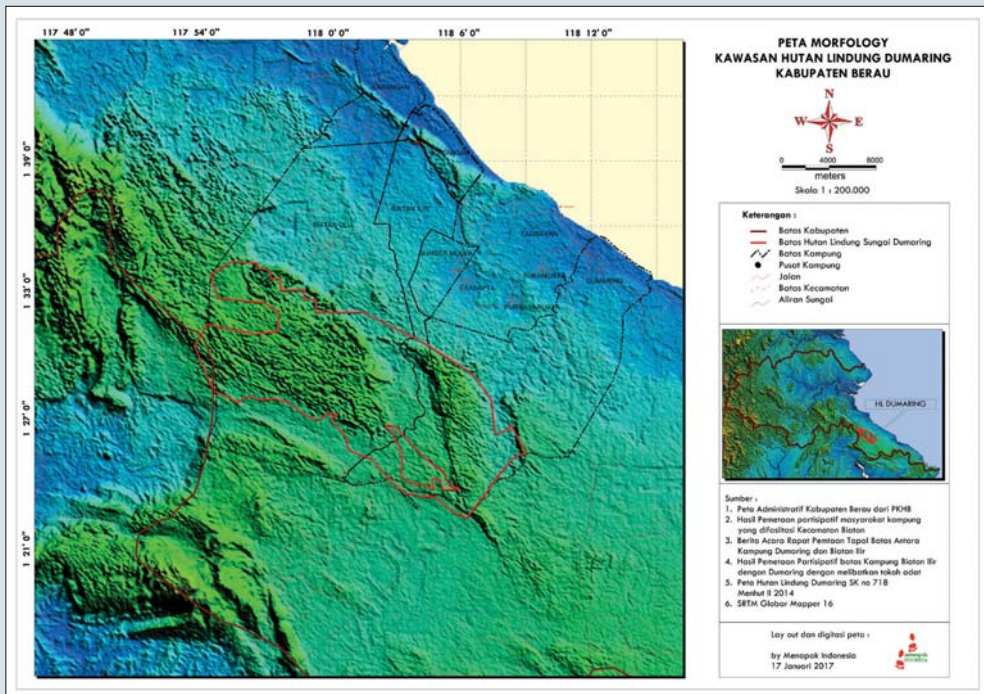 117 48' 0"
117 54' 0"
118 0' 0"
118 6' 0"
118 12' 0"
1 39' 0"
1 33' 0"
1 27' 0"
1 21' 0"
BIATAN ULU
BIATAN ILIR
DUMARING
PETA MORFOLOGY
KAWASAN HUTAN LINDUNG DUMARING
KABUPATEN BERAU
N
W E
S
0 4000 8000
meters
Skala 1 : 200.000
Keterangan :
Batas Kabupaten
Batas Hutan Lindung Sungai Dumaring
Batas Kampung
Pusat Kampung
Jalan
Batas Kecamatan
Aliran Sungai
HL DUMARING
Sumber :
1. Peta Administratif Kabupaten Berau dari PKHB
2. Hasil Pemetaan partisipatif masyarakat kampung
yang difasitasi Kecamatan Biatan
3. Berita Acara Rapat Pemtaan Tapal Batas Antara
Kampung Dumaring dan Biatan Ilir
4. Hasil Pemetaan Partisipatif batas Kampung Biatan Ilir
dengan Dumaring dengan melibatkan tokoh adat
5. Peta Hutan Lindung Dumaring SK no 718
Menhut II 2014
6. SRTM Globar Mapper 16
Lay out dan digitasi peta :
by Menapak Indonesia
17 Januari 2017